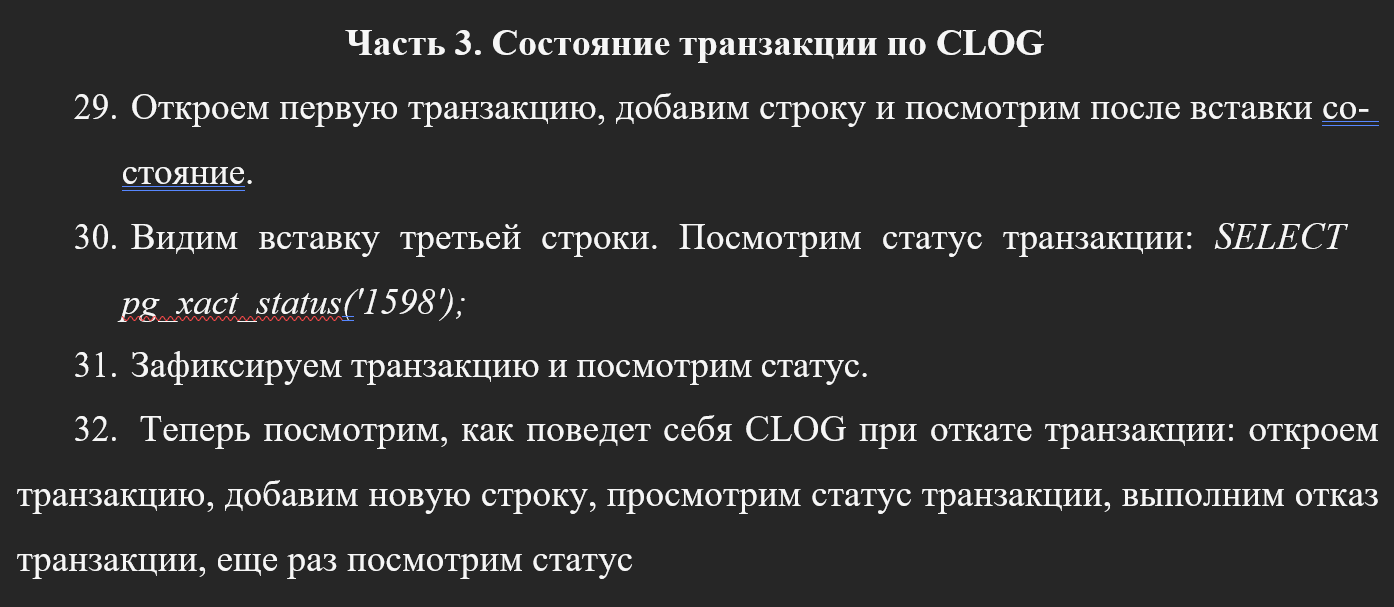 Часть 3. Состояние транзакции по CLOG
29. Откроем первую транзакцию, добавим строку и посмотрим после вставки со-
стояние.
30. Видим вставку третьей строки. Посмотрим статус транзакции: SELECT
pg_xact_status('1598');
31. Зафиксируем транзакцию и посмотрим статус.
32. Теперь посмотрим, как поведет себя CLOG при откате транзакции: откроем
транзакцию, добавим новую строку, просмотрим статус транзакции, выполним отказ
транзакции, еще раз посмотрим статус